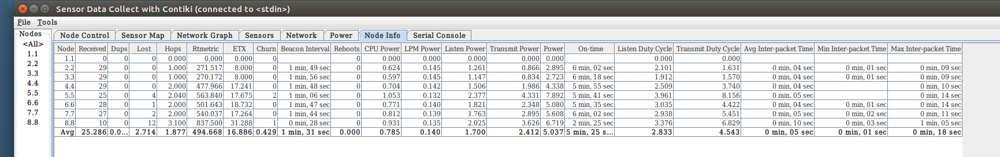 Sensor Data Collect with Contiki (connected to <stdin>)
File Tools
Nodes
<All>
1.1
2.2
3.3
4.4
5.5
6.6
7.7
8.8
Node Control Sensor Map Network Graph Sensors Network Power Node Info Serial Console
Node Received Dups Lost Hops Rtmetric ETX Churn Beacon Interval Reboots CPU Power LPM Power Listen Power Transmit Power Power On-time Listen Duty Cycle Transmit Duty Cycle Avg Inter-packet Time Min Inter-packet Time Max Inter-packet Time
1.1 0 0 0 0.000 0.000 0.000 0 0 0.000 0.000 0.000 0.000 0.000 0.000 0.000
2.2 29 0 0 1.000 271.517 8.000 0 1 min, 49 sec 0 0.624 0.145 1.261 0.866 2.895 6 min, 02 sec 2.101 1.631 0 min, 04 sec 0 min, 01 sec 0 min, 09 sec
3.3 29 0 0 1.000 270.172 8.000 0 1 min, 56 sec 0 0.597 0.145 1.147 0.834 2.723 6 min, 18 sec 1.912 1.570 0 min, 04 sec 0 min, 01 sec 0 min, 09 sec
4.4 29 0 0 2.000 477.966 17.241 0 1 min, 48 sec 0 0.704 0.142 1.506 1.986 4.338 5 min, 55 sec 2.509 3.740 0 min, 04 sec 0 min, 10 sec
5.5 25 0 4 2.040 563.840 17.675 2 1 min, 06 sec 0 1.053 0.132 2.377 4.331 7.892 5 min, 41 sec 3.961 8.156 0 min, 05 sec 0 min, 14 sec
6.6 28 0 1 2.000 501.643 18.732 0 1 min, 47 sec 0 0.771 0.140 1.821 2.348 5.080 5 min, 35 sec 3.035 4.422 0 min, 04 sec 0 min, 01 sec 0 min, 14 sec
7.7 27 0 2 2.000 540.037 17.264 0 1 min, 44 sec 0 0.812 0.139 1.763 2.895 5.608 6 min, 02 sec 2.938 5.451 0 min, 05 sec 0 min, 02 sec 0 min, 11 sec
8.8 10 0 12 3.100 837.500 31.288 1 0 min, 28 sec 0 0.931 0.135 2.025 3.626 6.719 2 min, 25 sec 3.376 6.829 0 min, 10 sec 0 min, 03 sec 1 min, 05 sec
Avg 25.286 0.0... 2.714 1.877 494.668 16.886 0.429 1 min, 31 sec 0.000 0.785 0.140 1.700 2.412 5.037 5 min, 25 s... 2.833 4.543 0 min, 05 sec 0 min, 01 sec 0 min, 18 sec